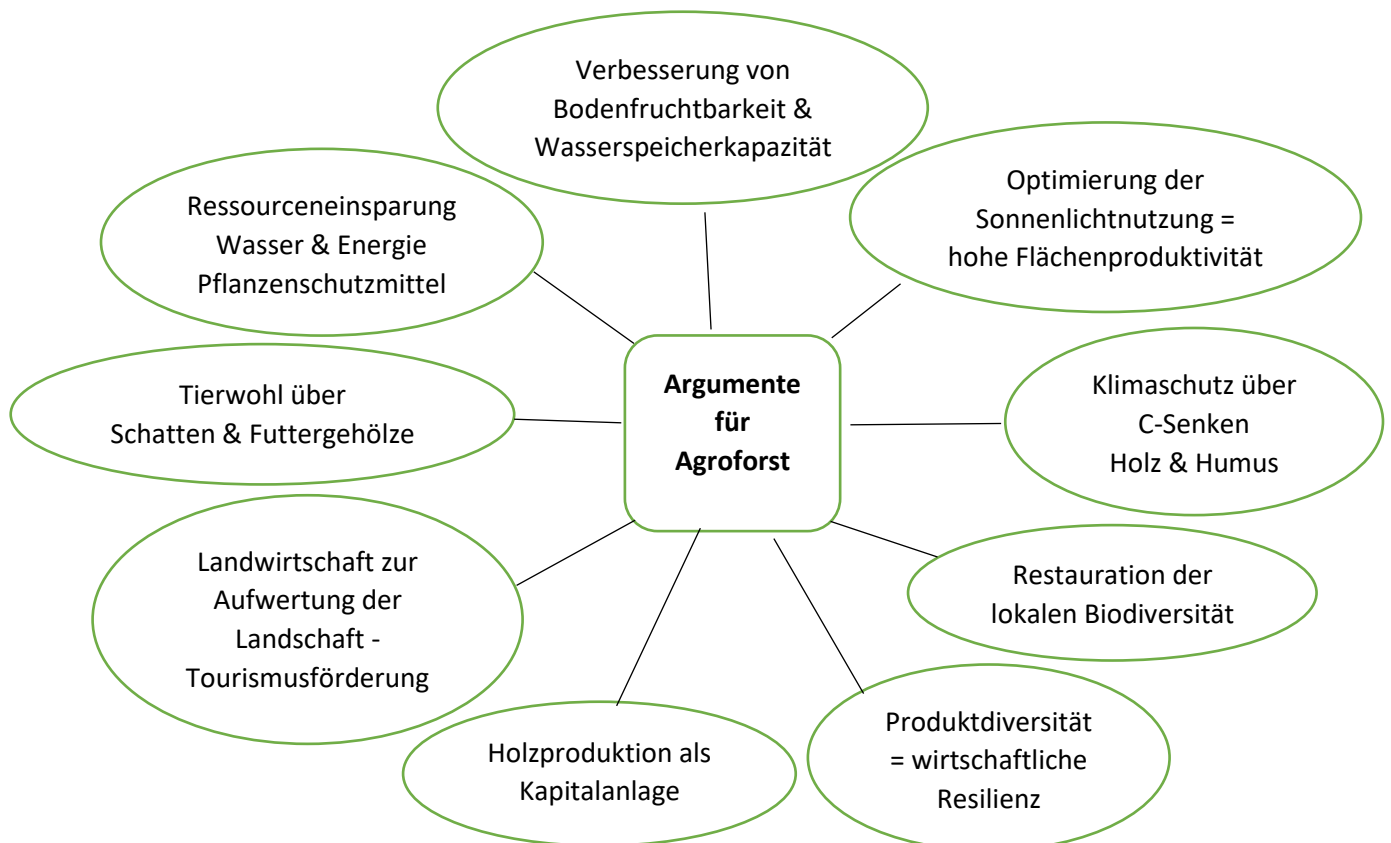 Verbesserung von
Bodenfruchtbarkeit &
Wasserspeicherkapazität
Optimierung der
Sonnenlichtnutzung =
hohe Flächenproduktivität
Ressourceneinsparung
Wasser & Energie
Pflanzenschutzmittel
Argumente
für
Agroforst
Klimaschutz über
C-Senken
Holz & Humus
Tierwohl über
Schatten & Futtergehölze
Landwirtschaft zur
Aufwertung der
Landschaft -
Tourismusförderung
Restauration der
lokalen Biodiversität
Holzproduktion als
Kapitalanlage
Produktdiversität
= wirtschaftliche
Resilienz